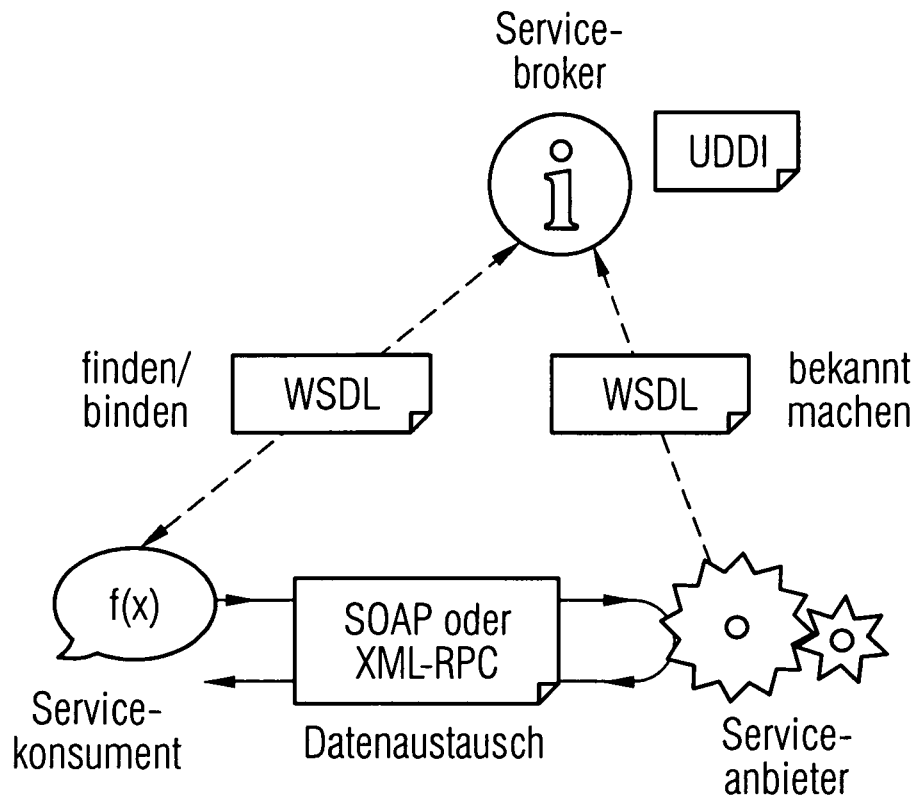 Service-
broker
UDDI
finden/
binden
WSDL
WSDL
bekannt
machen
f(x)
SOAP oder
XML-RPC
Service-
konsument
Datenaustausch
Service-
anbieter